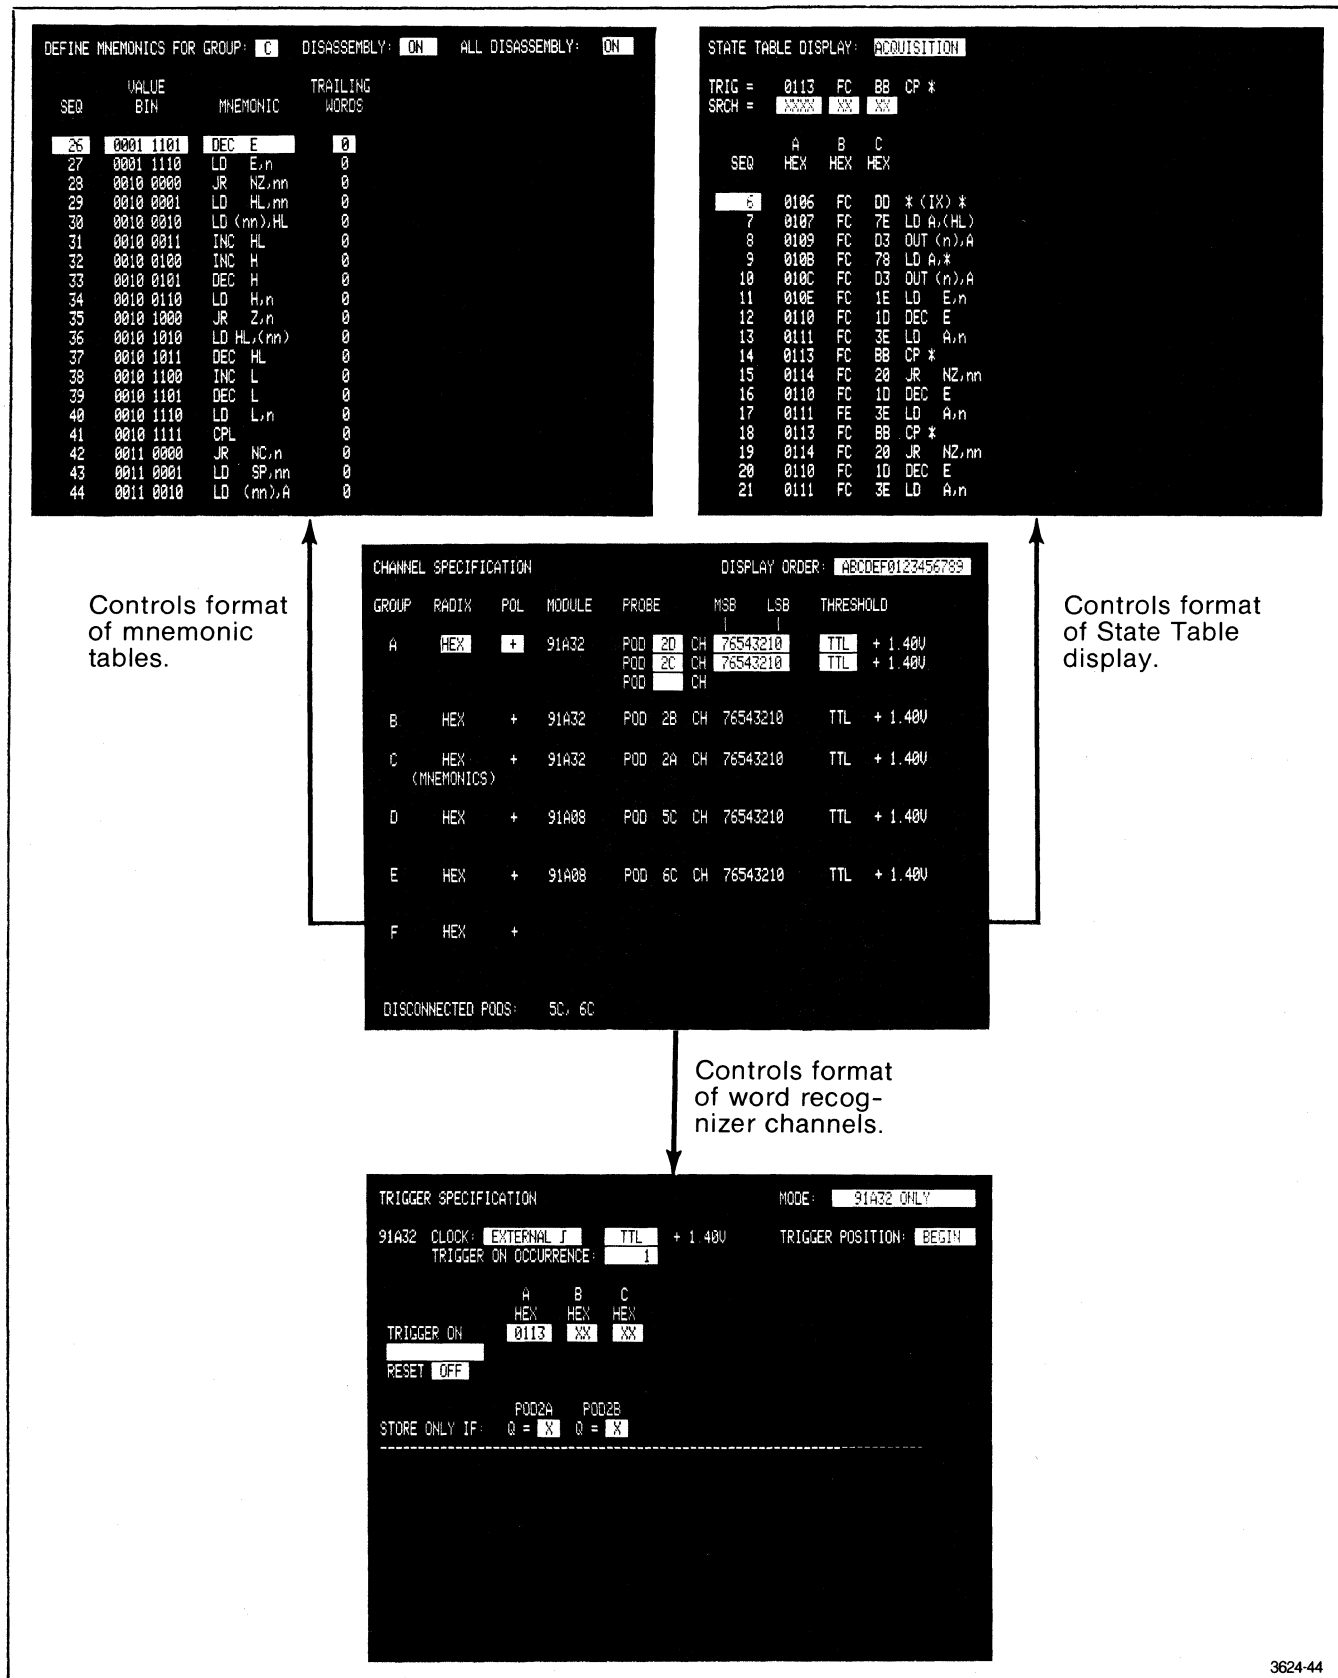 DEFINE MNEMONICS FOR GROUP: C DISASSEMBLY: ON ALL DISASSEMBLY: ON
VALUE TRAILING
SEQ BIN MNEMONIC WORDS
26 0001 1101 DEC E 0
27 0001 1110 LD E,n 0
28 0010 0000 JR NZ,nn 0
29 0010 0001 LD HL,nn 0
30 0010 0010 LD (nn),HL 0
31 0010 0011 INC HL 0
32 0010 0100 INC H 0
33 0010 0101 DEC H 0
34 0010 0110 LD H,n 0
35 0010 1000 JR Z,n 0
36 0010 1010 LD HL,(nn) 0
37 0010 1011 DEC HL 0
38 0010 1100 INC L 0
39 0010 1101 DEC L 0
40 0010 1110 LD L,n 0
41 0010 1111 CPL 0
42 0011 0000 JR NC,n 0
43 0011 0001 LD SP,nn 0
44 0011 0010 LD (nn),A 0
STATE TABLE DISPLAY: ACQUISITION
TRIG = 0113 FC BB CP *
SRCH = XXXX XX XX
A B C
SEQ HEX HEX HEX
6 0106 FC DD * (IX) *
7 0107 FC 7E LD A,(HL)
8 0109 FC D3 OUT (n),A
9 010B FC 78 LD A,*
10 010C FC D3 OUT (n),A
11 010E FC 1E LD E,n
12 0110 FC 1D DEC E
13 0111 FC 3E LD A,n
14 0113 FC BB CP *
15 0114 FC 20 JR NZ,nn
16 0110 FC 1D DEC E
17 0111 FE 3E LD A,n
18 0113 FC BB CP *
19 0114 FC 20 JR NZ,nn
20 0110 FC 1D DEC E
21 0111 FC 3E LD A,n
Controls format
of mnemonic
tables.
CHANNEL SPECIFICATION DISPLAY ORDER: ABCDEF0123456789
GROUP RADIX POL MODULE PROBE MSB LSB THRESHOLD
A HEX + 91A32 POD 2D CH 76543210 TTL + 1.40V
POD 2C CH 76543210 TTL + 1.40V
POD CH
B HEX + 91A32 POD 2B CH 76543210 TTL + 1.40V
C HEX + 91A32 POD 2A CH 76543210 TTL + 1.40V
(MNEMONICS)
D HEX + 91A08 POD 5C CH 76543210 TTL + 1.40V
E HEX + 91A08 POD 6C CH 76543210 TTL + 1.40V
F HEX +
DISCONNECTED PODS: 5C, 6C
Controls format
of State Table
display.
Controls format
of word recog-
nizer channels.
TRIGGER SPECIFICATION MODE: 91A32 ONLY
91A32 CLOCK: EXTERNAL ʃ TTL + 1.40V TRIGGER POSITION: BEGIN
TRIGGER ON OCCURRENCE: 1
A B C
HEX HEX HEX
TRIGGER ON 0113 XX XX
RESET OFF
POD2A POD2B
STORE ONLY IF: Q = X Q = X
3624-44